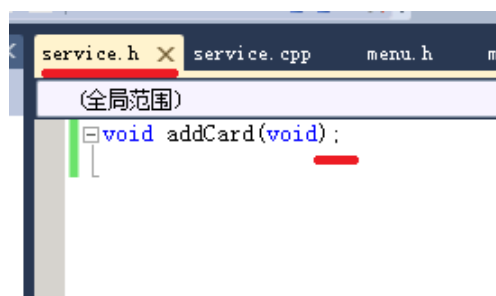 service.h service.cpp menu.h
(全局范围)
void addCard(void);